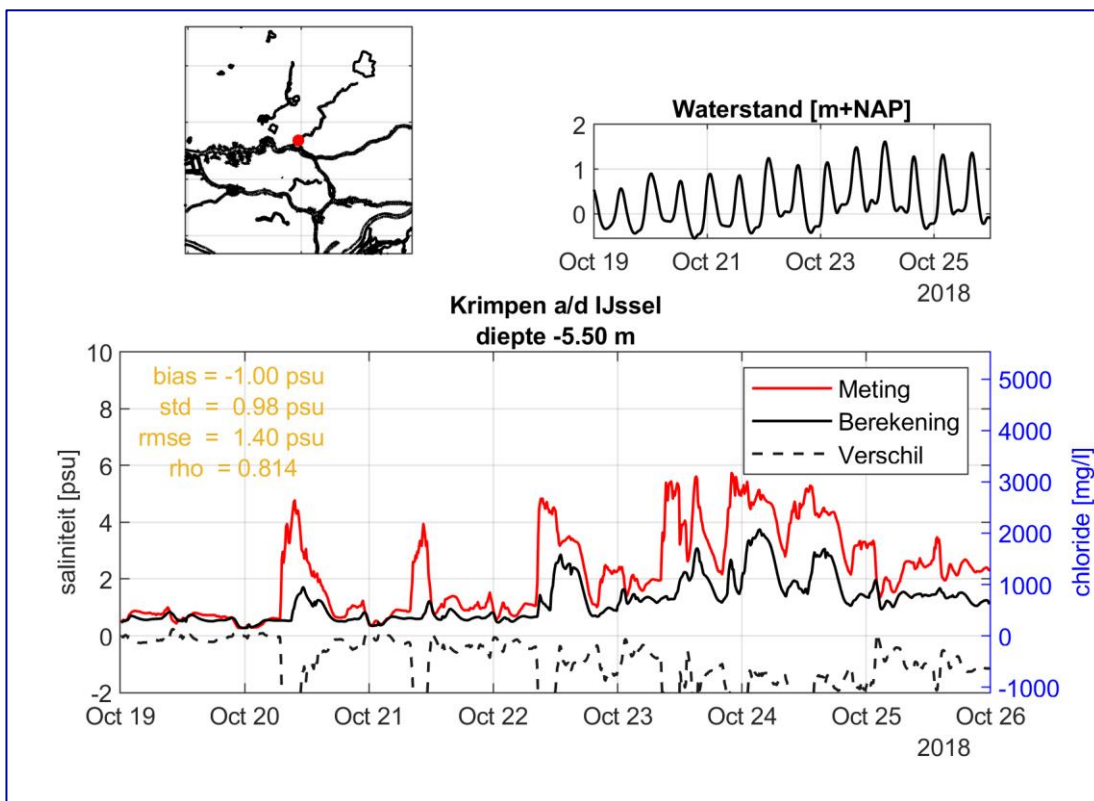 Waterstand [m+NAP]
2
1
0
Oct 19 Oct 21 Oct 23 Oct 25
2018
Krimpen a/d IJssel
diepte -5.50 m
bias = -1.00 psu
std = 0.98 psu
rmse = 1.40 psu
rho = 0.814
Meting
Berekening
Verschil
saliniteit [psu]
10
8
6
4
2
0
-2
chloride [mg/l]
5000
4000
3000
2000
1000
0
-1000
Oct 19 Oct 20 Oct 21 Oct 22 Oct 23 Oct 24 Oct 25 Oct 26
2018